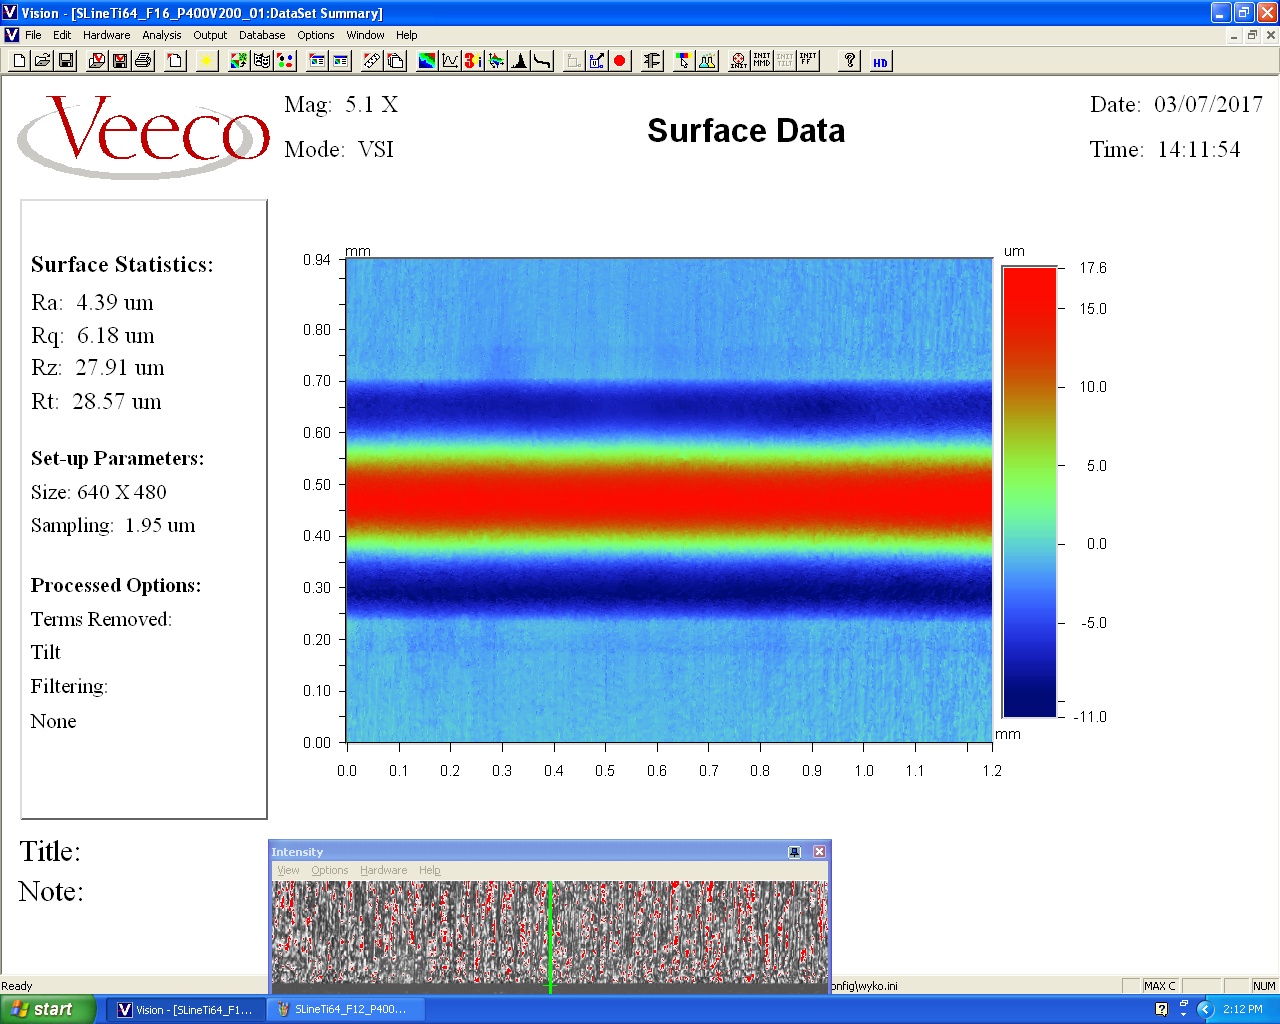 Vision - [SLineTi64_F16_P400V200_01:DataSet Summary]
File Edit Hardware Analysis Output Database Options Window Help
INIT INIT MMD INIT TILT INIT FF ? HD
Veeco
Mag: 5.1 X
Mode: VSI
Surface Data
Date: 03/07/2017
Time: 14:11:54
Surface Statistics:
Ra: 4.39 um
Rq: 6.18 um
Rz: 27.91 um
Rt: 28.57 um
Set-up Parameters:
Size: 640 X 480
Sampling: 1.95 um
Processed Options:
Terms Removed:
Tilt
Filtering:
None
mm
0.94
0.80
0.70
0.60
0.50
0.40
0.30
0.20
0.10
0.00
0.0 0.1 0.2 0.3 0.4 0.5 0.6 0.7 0.8 0.9 1.0 1.1 1.2
mm
um
17.6
15.0
10.0
5.0
0.0
-5.0
-11.0
Title:
Note:
Intensity
View Options Hardware Help
Ready
onfig\wyko.ini
MAX C
NUM
start
Vision - [SLineTi64_F1...
SLineTi64_F12_P400...
2:12 PM